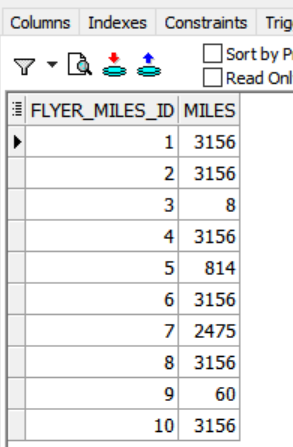 Columns Indexes Constraints Trig
Sort by P
Read Onl
FLYER_MILES_ID MILES
1 3156
2 3156
3 8
4 3156
5 814
6 3156
7 2475
8 3156
9 60
10 3156